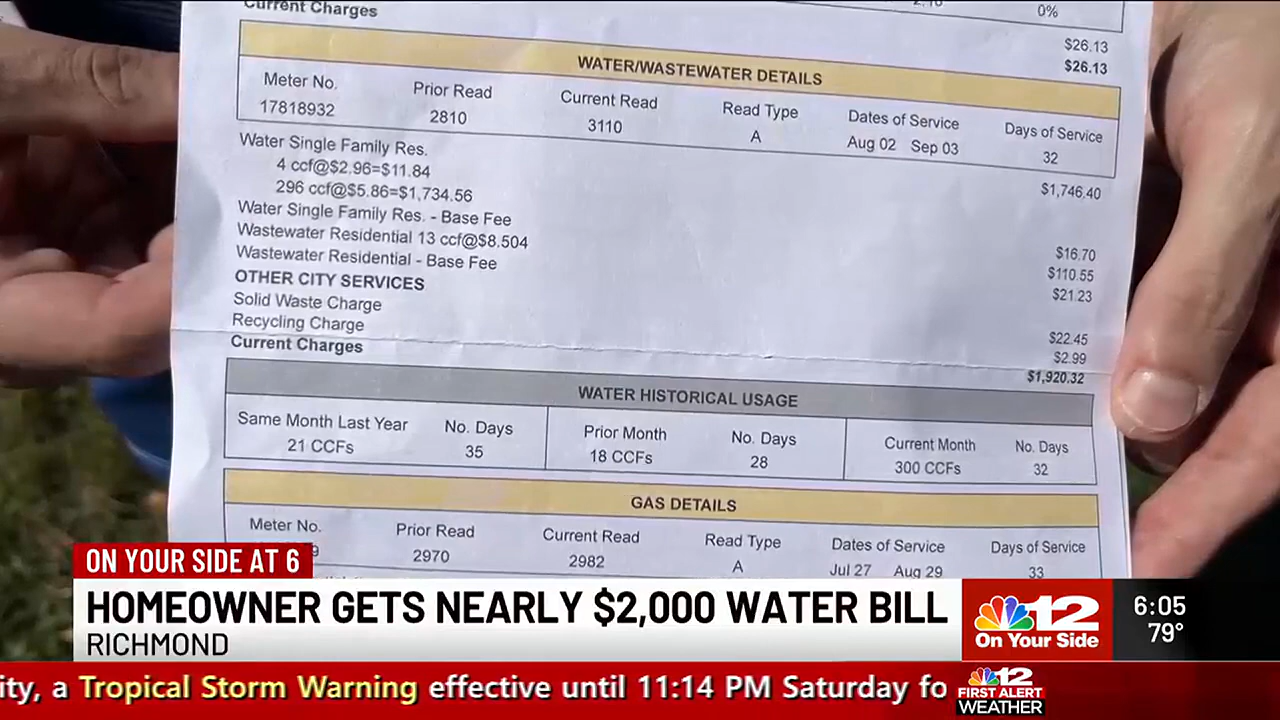 Current Charges
0%
$26.13
$26.13
WATER/WASTEWATER DETAILS
Meter No. Prior Read Current Read Read Type Dates of Service Days of Service
17818932 2810 3110 A Aug 02 Sep 03 32
Water Single Family Res. $1,746.40
4 ccf@$2.96=$11.84
296 ccf@$5.86=$1,734.56
Water Single Family Res. - Base Fee $16.70
Wastewater Residential 13 ccf@$8.504 $110.55
Wastewater Residential - Base Fee $21.23
OTHER CITY SERVICES
Solid Waste Charge $22.45
Recycling Charge $2.99
Current Charges $1,920.32
WATER HISTORICAL USAGE
Same Month Last Year No. Days Prior Month No. Days Current Month No. Days
21 CCFs 35 18 CCFs 28 300 CCFs 32
GAS DETAILS
Meter No. Prior Read Current Read Read Type Dates of Service Days of Service
9 2970 2982 A Jul 27 Aug 29 33
ON YOUR SIDE AT 6
HOMEOWNER GETS NEARLY $2,000 WATER BILL
RICHMOND
12
On Your Side
6:05
79°
ity, a Tropical Storm Warning effective until 11:14 PM Saturday fo
12
FIRST ALERT
WEATHER